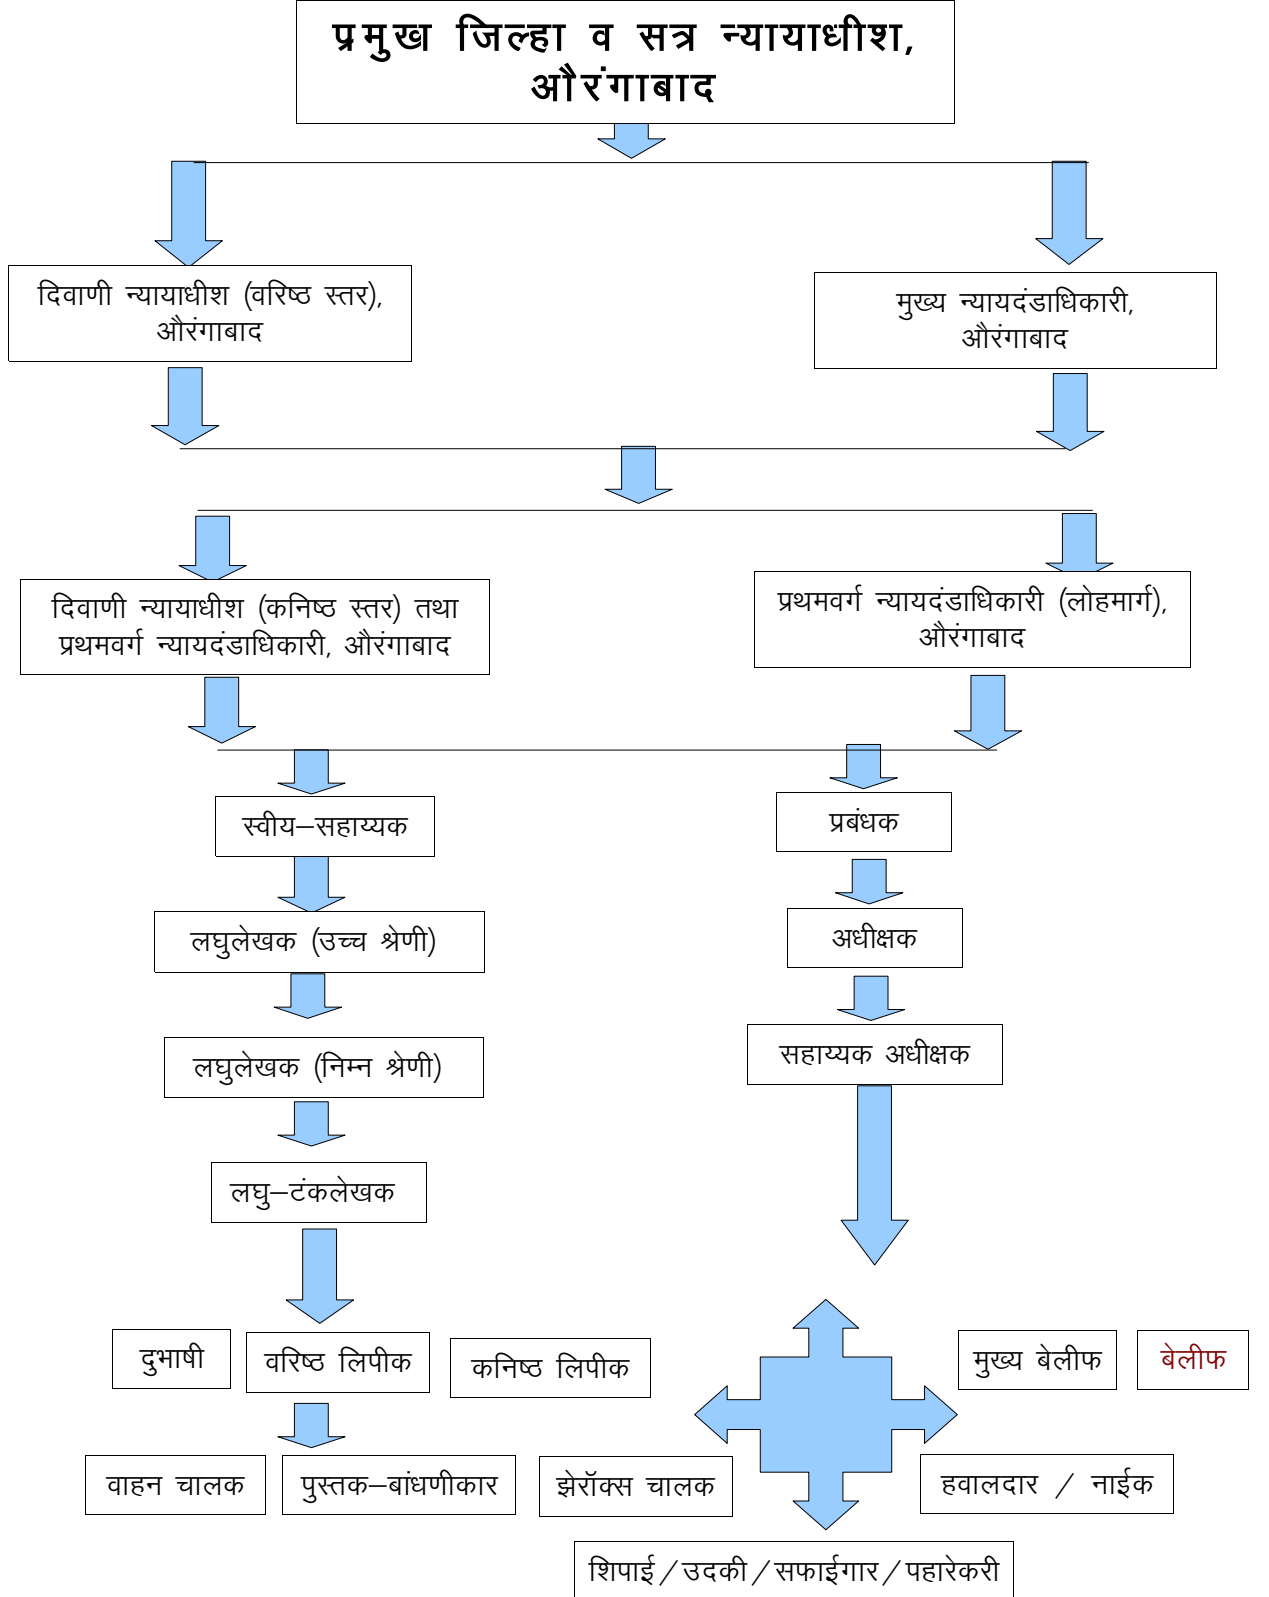 प्रमुख जिल्हा व सत्र न्यायाधीश,
औरंगाबाद
दिवाणी न्यायाधीश (वरिष्ठ स्तर),
औरंगाबाद
मुख्य न्यायदंडाधिकारी,
औरंगाबाद
दिवाणी न्यायाधीश (कनिष्ठ स्तर) तथा
प्रथमवर्ग न्यायदंडाधिकारी, औरंगाबाद
प्रथमवर्ग न्यायदंडाधिकारी (लोहमार्ग),
औरंगाबाद
स्वीय–सहाय्यक
प्रबंधक
लघुलेखक (उच्च श्रेणी)
अधीक्षक
लघुलेखक (निम्न श्रेणी)
सहाय्यक अधीक्षक
लघु–टंकलेखक
दुभाषी
वरिष्ठ लिपीक
कनिष्ठ लिपीक
मुख्य बेलीफ
बेलीफ
वाहन चालक
पुस्तक–बांधणीकार
झेरॉक्स चालक
हवालदार / नाईक
शिपाई/उदकी/सफाईगार/पहारेकरी